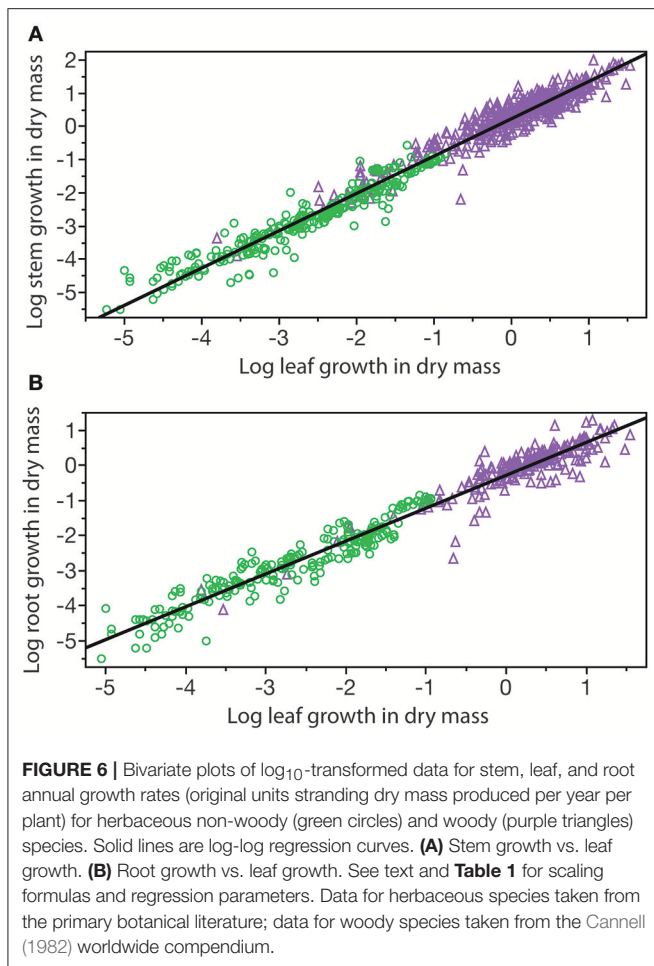 A
2
1
0
-1
-2
-3
-4
-5
Log stem growth in dry mass
-5 -4 -3 -2 -1 0 1
Log leaf growth in dry mass
B
1
0
-1
-2
-3
-4
-5
Log root growth in dry mass
-5 -4 -3 -2 -1 0 1
Log leaf growth in dry mass
FIGURE 6 | Bivariate plots of log10-transformed data for stem, leaf, and root
annual growth rates (original units stranding dry mass produced per year per
plant) for herbaceous non-woody (green circles) and woody (purple triangles)
species. Solid lines are log-log regression curves. (A) Stem growth vs. leaf
growth. (B) Root growth vs. leaf growth. See text and Table 1 for scaling
formulas and regression parameters. Data for herbaceous species taken from
the primary botanical literature; data for woody species taken from the Cannell
(1982) worldwide compendium.